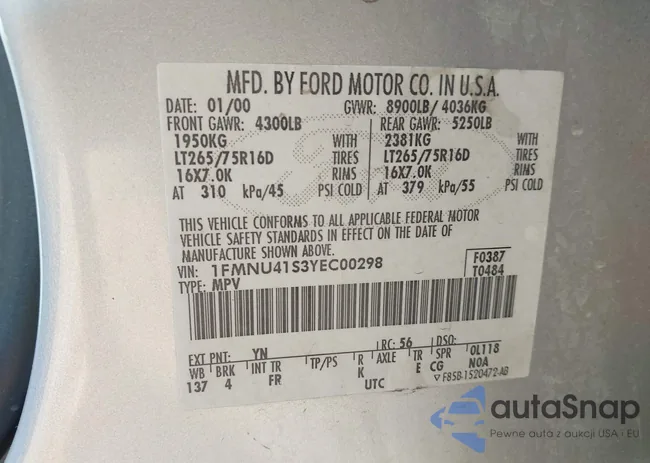 MFD. BY FORD MOTOR CO. IN U.S.A.
DATE: 01/00 GVWR: 8900LB/ 4036KG
FRONT GAWR: 4300LB REAR GAWR: 5250LB
1950KG WITH 2381KG WITH
LT265/75R16D TIRES LT265/75R16D TIRES
16X7.0K RIMS 16X7.0K RIMS
AT 310 kPa/45 PSI COLD AT 379 kPa/55 PSI COLD
THIS VEHICLE CONFORMS TO ALL APPLICABLE FEDERAL MOTOR
VEHICLE SAFETY STANDARDS IN EFFECT ON THE DATE OF
MANUFACTURE SHOWN ABOVE.
VIN: 1FMNU41S3YEC00298 F0387
TYPE: MPV T0484
EXT PNT: YN RC: 56 DSO:
WB BRK INT TR TP/PS R AXLE TR SPR 0L118
137 4 FR K E CG N0A
UTC ▽ F85B-1520472-AB
autaSnap
Pewne auta z aukcji USA i EU